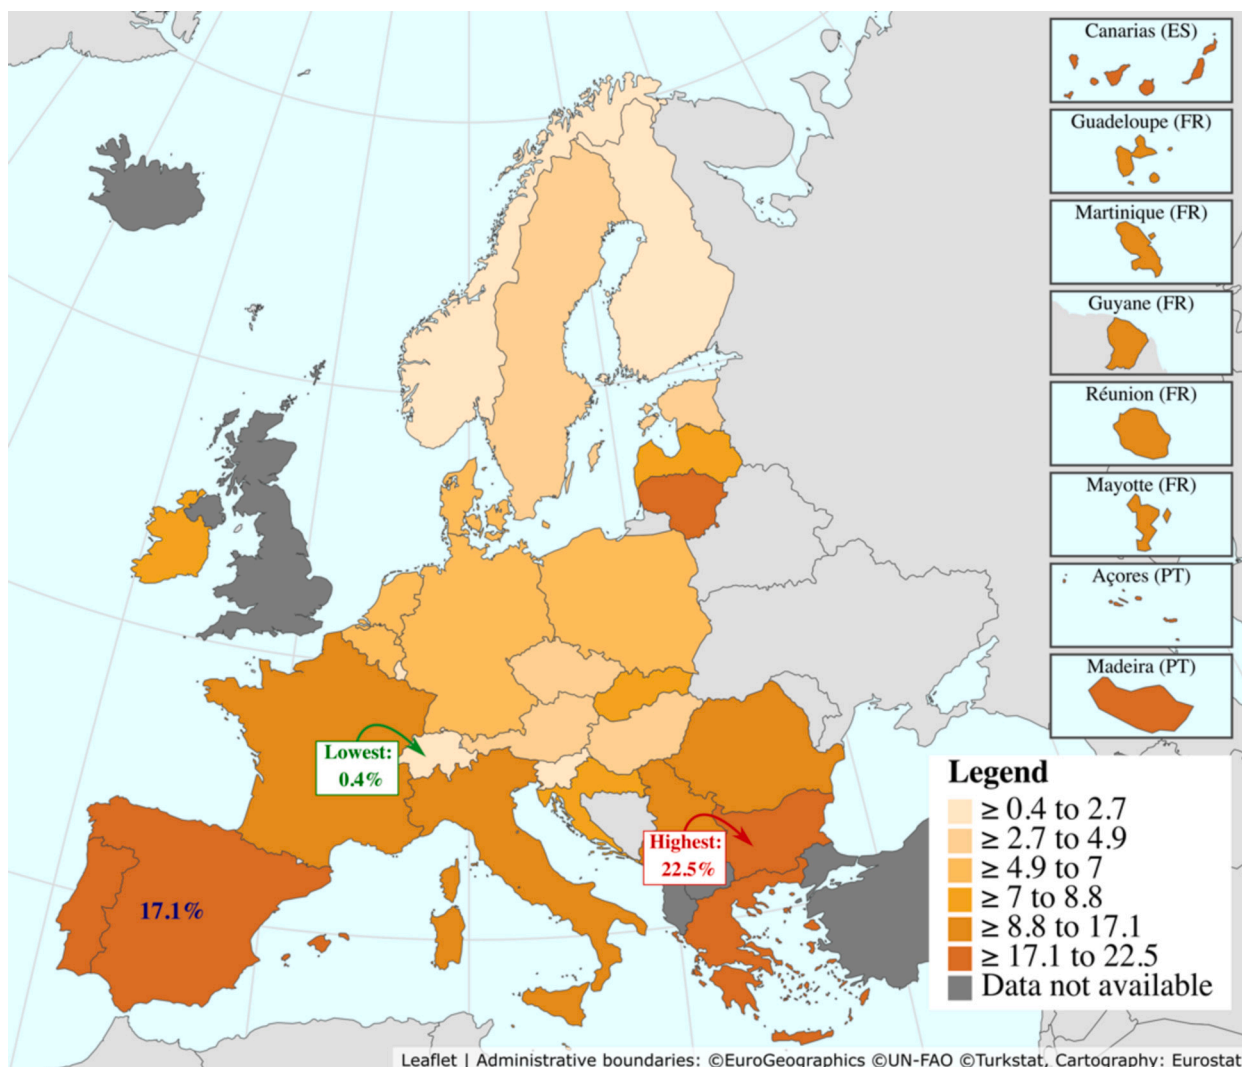 Canarias (ES)
Guadeloupe (FR)
Martinique (FR)
Guyane (FR)
Réunion (FR)
Mayotte (FR)
Açores (PT)
Madeira (PT)
Lowest:
0.4%
Highest:
22.5%
17.1%
Legend
≥ 0.4 to 2.7
≥ 2.7 to 4.9
≥ 4.9 to 7
≥ 7 to 8.8
≥ 8.8 to 17.1
≥ 17.1 to 22.5
Data not available
Leaflet | Administrative boundaries: ©EuroGeographics ©UN-FAO ©Turkstat, Cartography: Eurostat